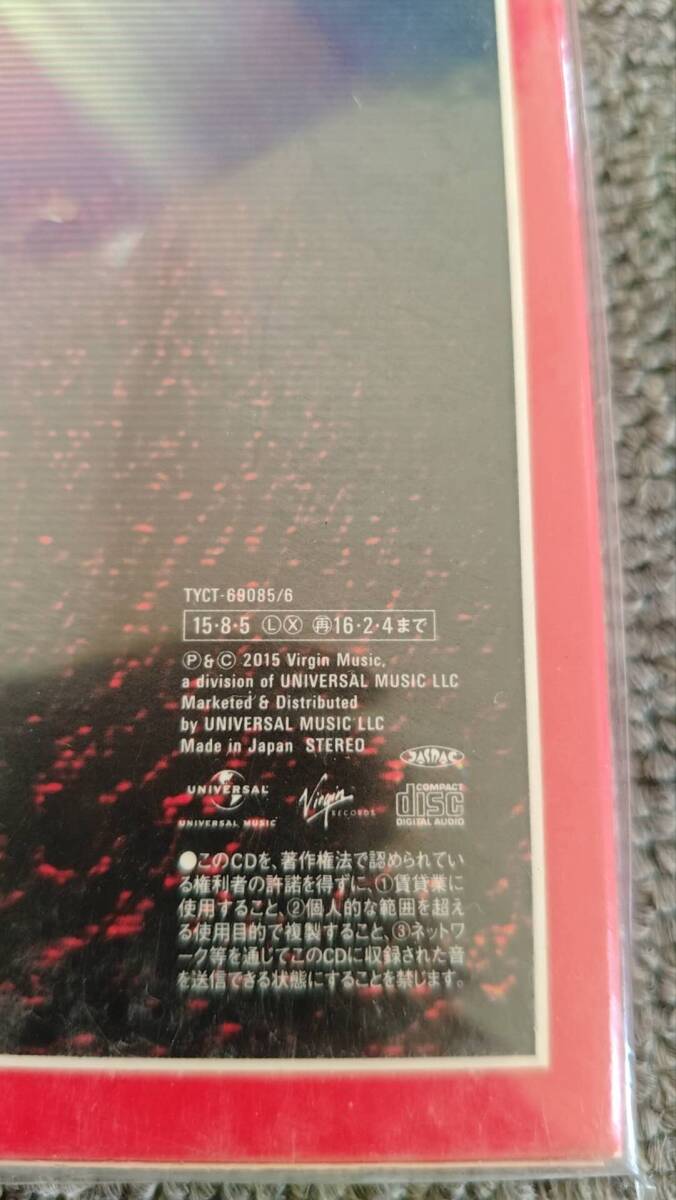 TYCT-69085/6
15・8・5 ⓁⓍ ㊢16・2・4まで
Ⓟ&Ⓒ 2015 Virgin Music,
a division of UNIVERSAL MUSIC LLC
Marketed & Distributed
by UNIVERSAL MUSIC LLC
Made in Japan STEREO
JASRAC
UNIVERSAL
UNIVERSAL MUSIC
Virgin
RECORDS
COMPACT
disc
DIGITAL AUDIO
●このCDを、著作権法で認められてい
る権利者の許諾を得ずに、①賃貸業に
使用すること、②個人的な範囲を超え
る使用目的で複製すること、③ネットワ
ーク等を通じてこのCDに収録された音
を送信できる状態にすることを禁じます。